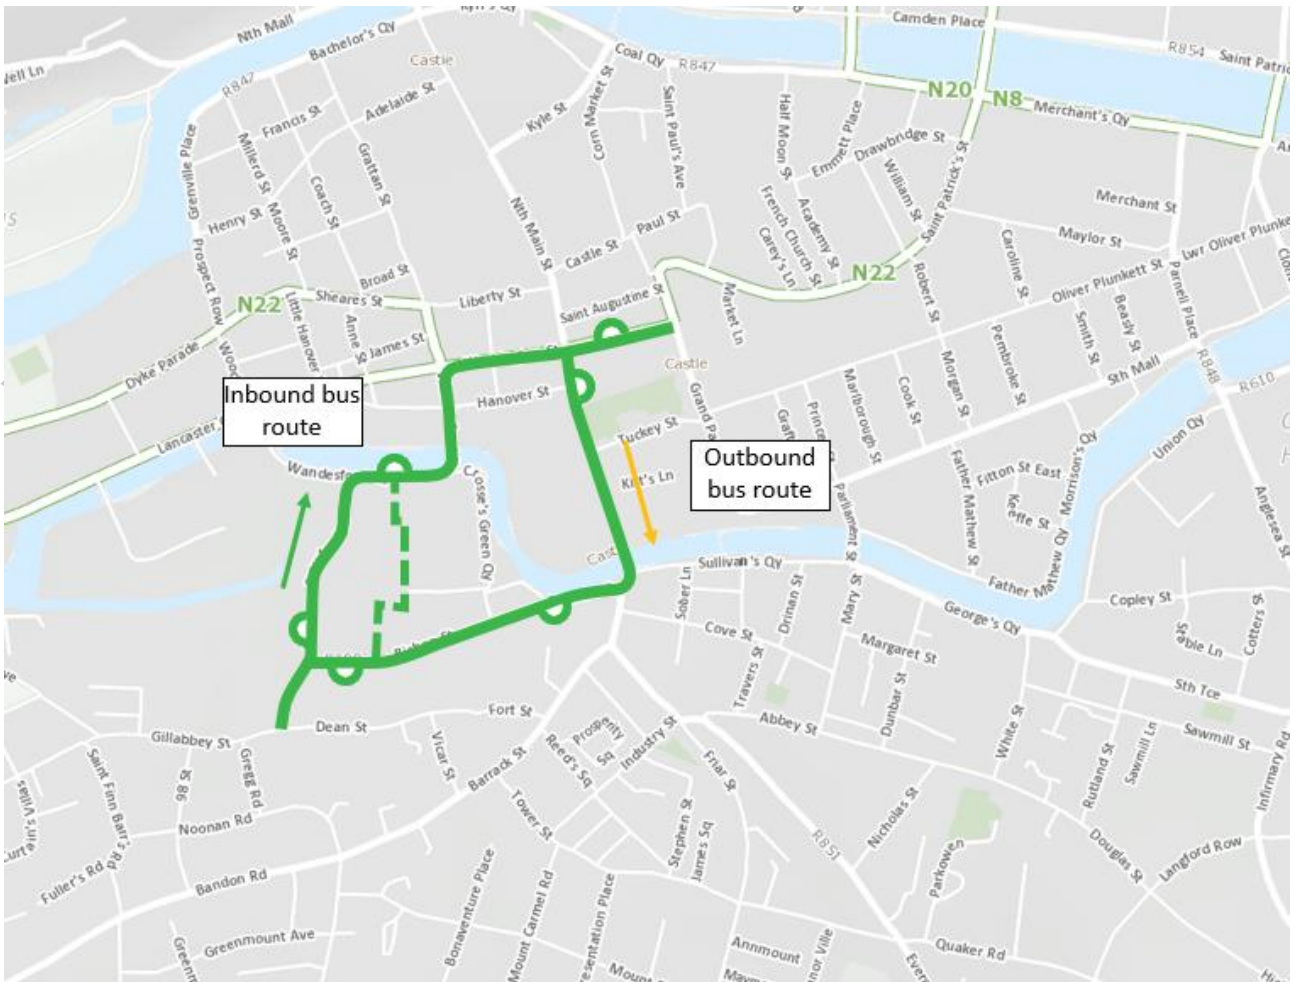 Nth Mall
Bachelor's Qy
Camden Place
R854
Saint Patric
Well Ln
R847
Castle
Coal Qy
R847
N20
N8
Merchant's Qy
Adelaide St
Francis St
Kyle St
Corn Market St
Saint Paul's Ave
Half Moon St
Emmett Place
Drawbridge St
William St
Saint Patrick's St
Grenville Place
Millerd St
Grattan St
Coach St
Henry St
Moore St
Nth Main St
Castle St
Paul St
French Church St
Academy St
Carey's Ln
Merchant St
Maylor St
Lwr Oliver Plunke
Oliver Plunkett St
Parnell Place
Caroline St
Prospect Row
Broad St
N22
Sheares St
Liberty St
Saint Augustine St
Market Ln
N22
Robert St
Little Hanover
Anne St
James St
Dyke Parade
Castle
Smith St
Beasly St
Pembroke St
Morgan St
Sth Mall
R848
R610
Inbound bus
route
Hanover St
Lancaster
Tuckey St
Grand Pa
Marlborough St
Cook St
Outbound
bus route
Kift's Ln
Wandesf
Crosse's Green Qy
Father Mathew St
Fitton St East
Keeffe St
Morrison's Qy
Union Qy
Anglesea St
Parliament St
Sullivan's Qy
Father Mathew Qy
George's Qy
Copley St
Stable Ln
Cotters St
Sober Ln
Drinan St
Mary St
Cove St
Travers St
Margaret St
Dunbar St
Abbey St
White St
Sth Tce
Sawmill St
Sawmill Ln
Rutland St
Infirmary Rd
Gillabbey St
Dean St
Fort St
Vicar St
Barrack St
Reed's Sq
Prosperity
Sq
Industry St
Friar St
98 St
Gregg Rd
Noonan Rd
Saint Finn Barr's Rd
Fuller's Rd
Bandon Rd
Tower St
Stephen St
James Sq
R851
Nicholas St
Parkowen
Douglas St
Langford Row
Greenmount Ave
Bonaventure Place
Mount Carmel Rd
esentation Place
Annmount
Quaker Rd